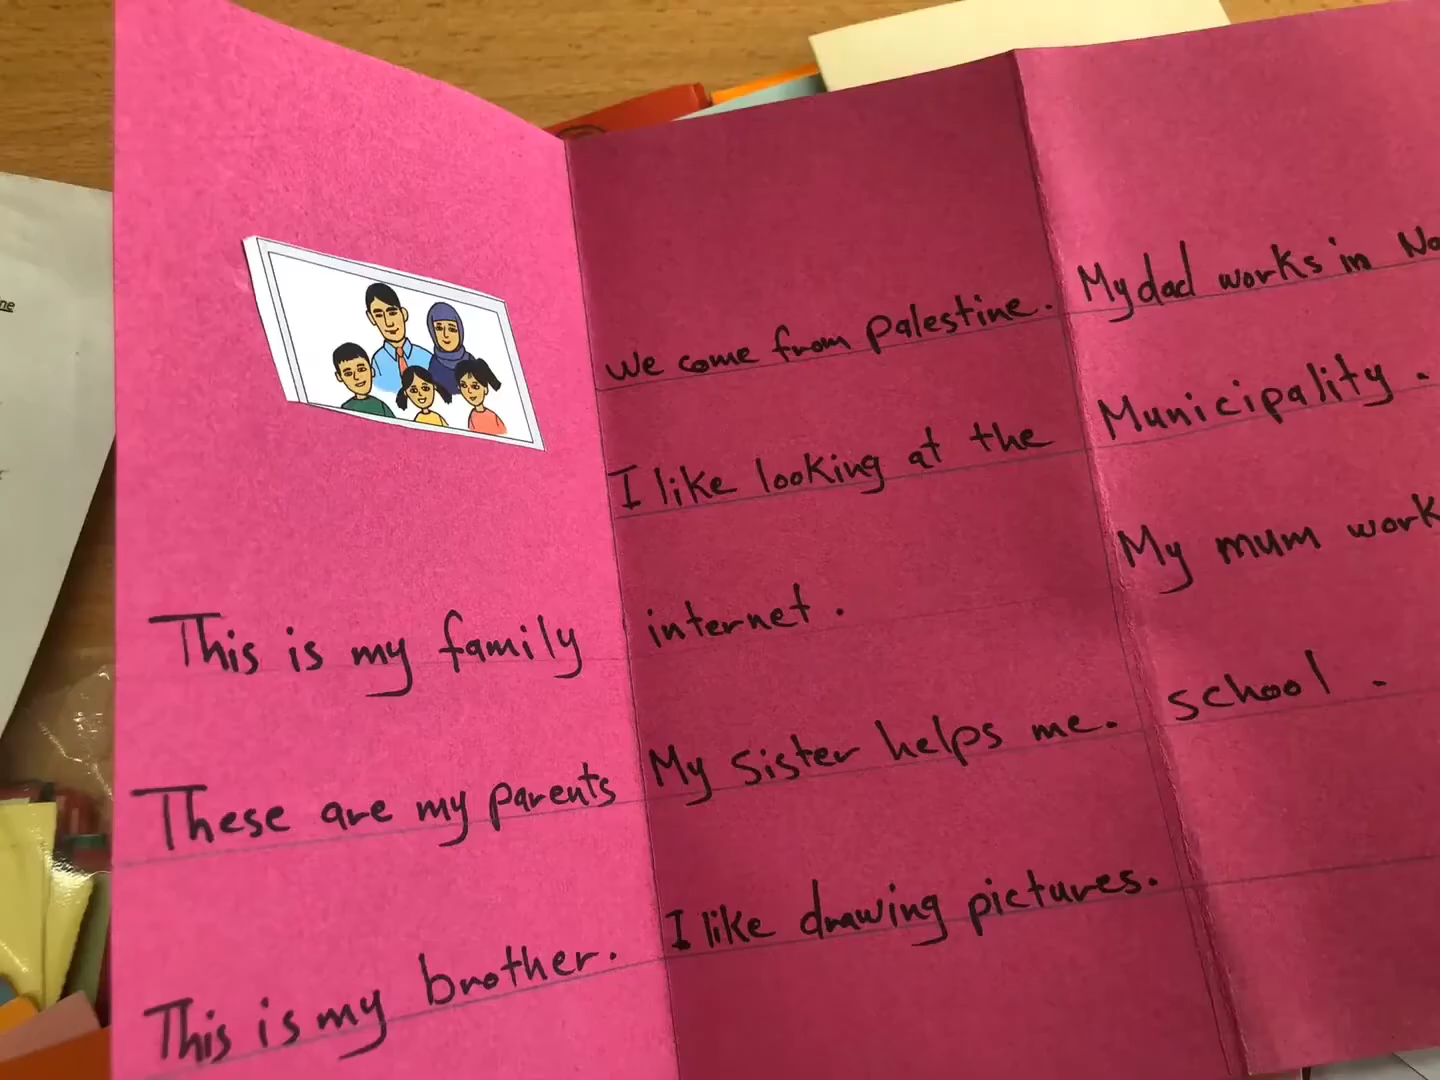 This is my family
These are my parents
This is my brother.
We come from Palestine.
I like looking at the
internet.
My sister helps me.
I like drawing pictures.
My dad works in
Municipality.
My mum work
school.
ne